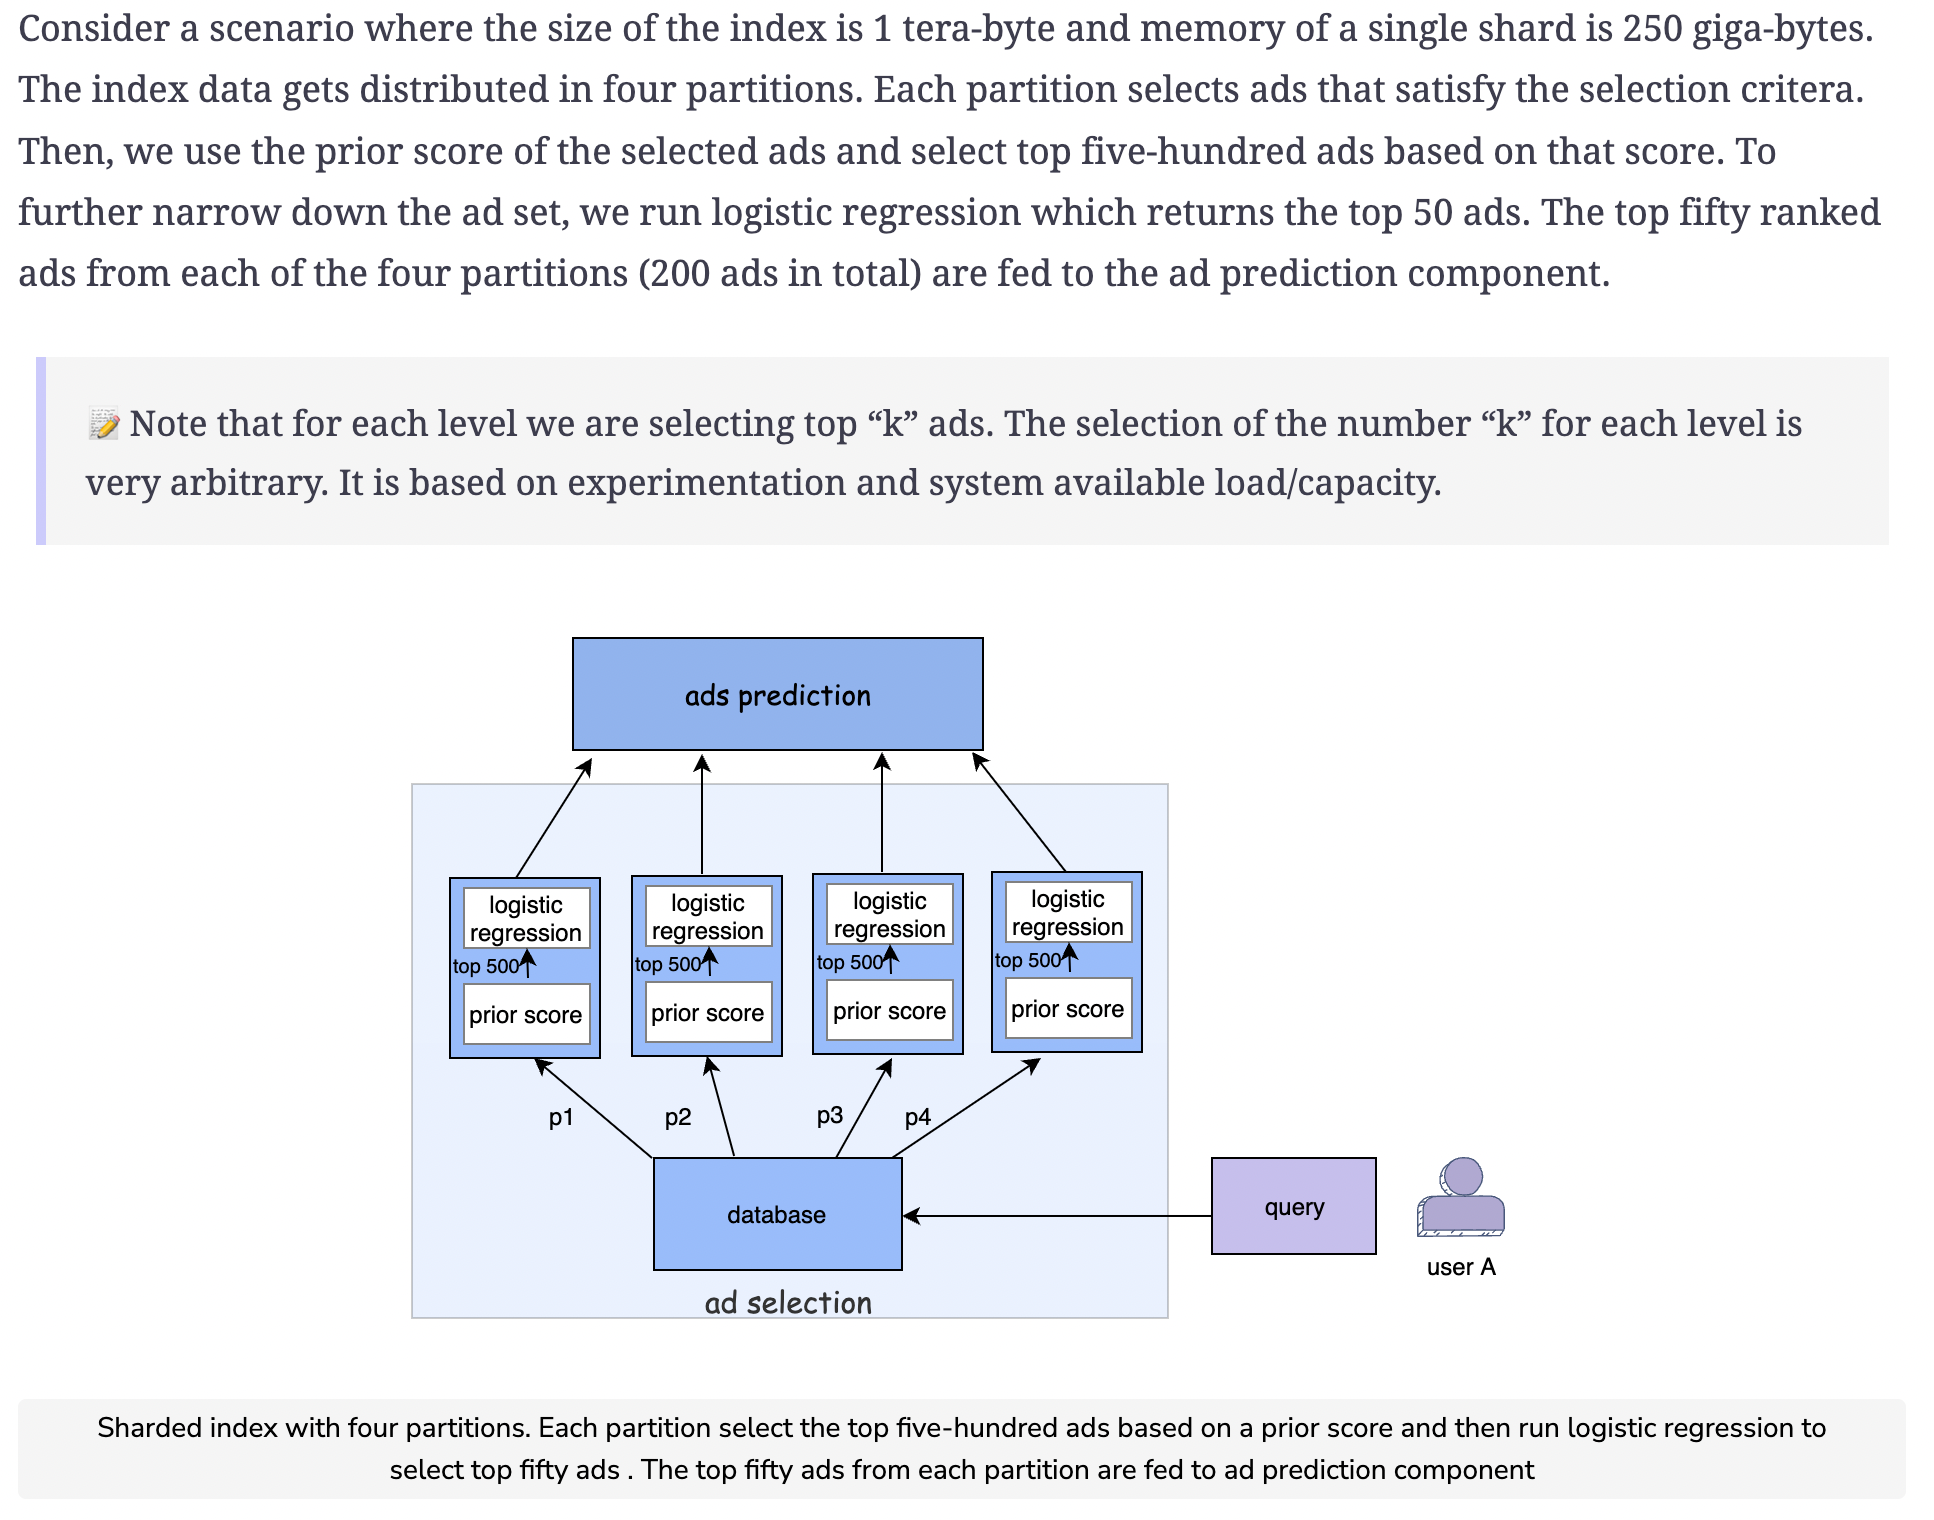 Consider a scenario where the size of the index is 1 tera-byte and memory of a single shard is 250 giga-bytes.
The index data gets distributed in four partitions. Each partition selects ads that satisfy the selection critera.
Then, we use the prior score of the selected ads and select top five-hundred ads based on that score. To
further narrow down the ad set, we run logistic regression which returns the top 50 ads. The top fifty ranked
ads from each of the four partitions (200 ads in total) are fed to the ad prediction component.
📝 Note that for each level we are selecting top “k” ads. The selection of the number “k” for each level is
very arbitrary. It is based on experimentation and system available load/capacity.
ads prediction
logistic
regression
top 500
prior score
logistic
regression
top 500
prior score
logistic
regression
top 500
prior score
logistic
regression
top 500
prior score
p1
p2
p3
p4
database
query
user A
ad selection
Sharded index with four partitions. Each partition select the top five-hundred ads based on a prior score and then run logistic regression to
select top fifty ads . The top fifty ads from each partition are fed to ad prediction component